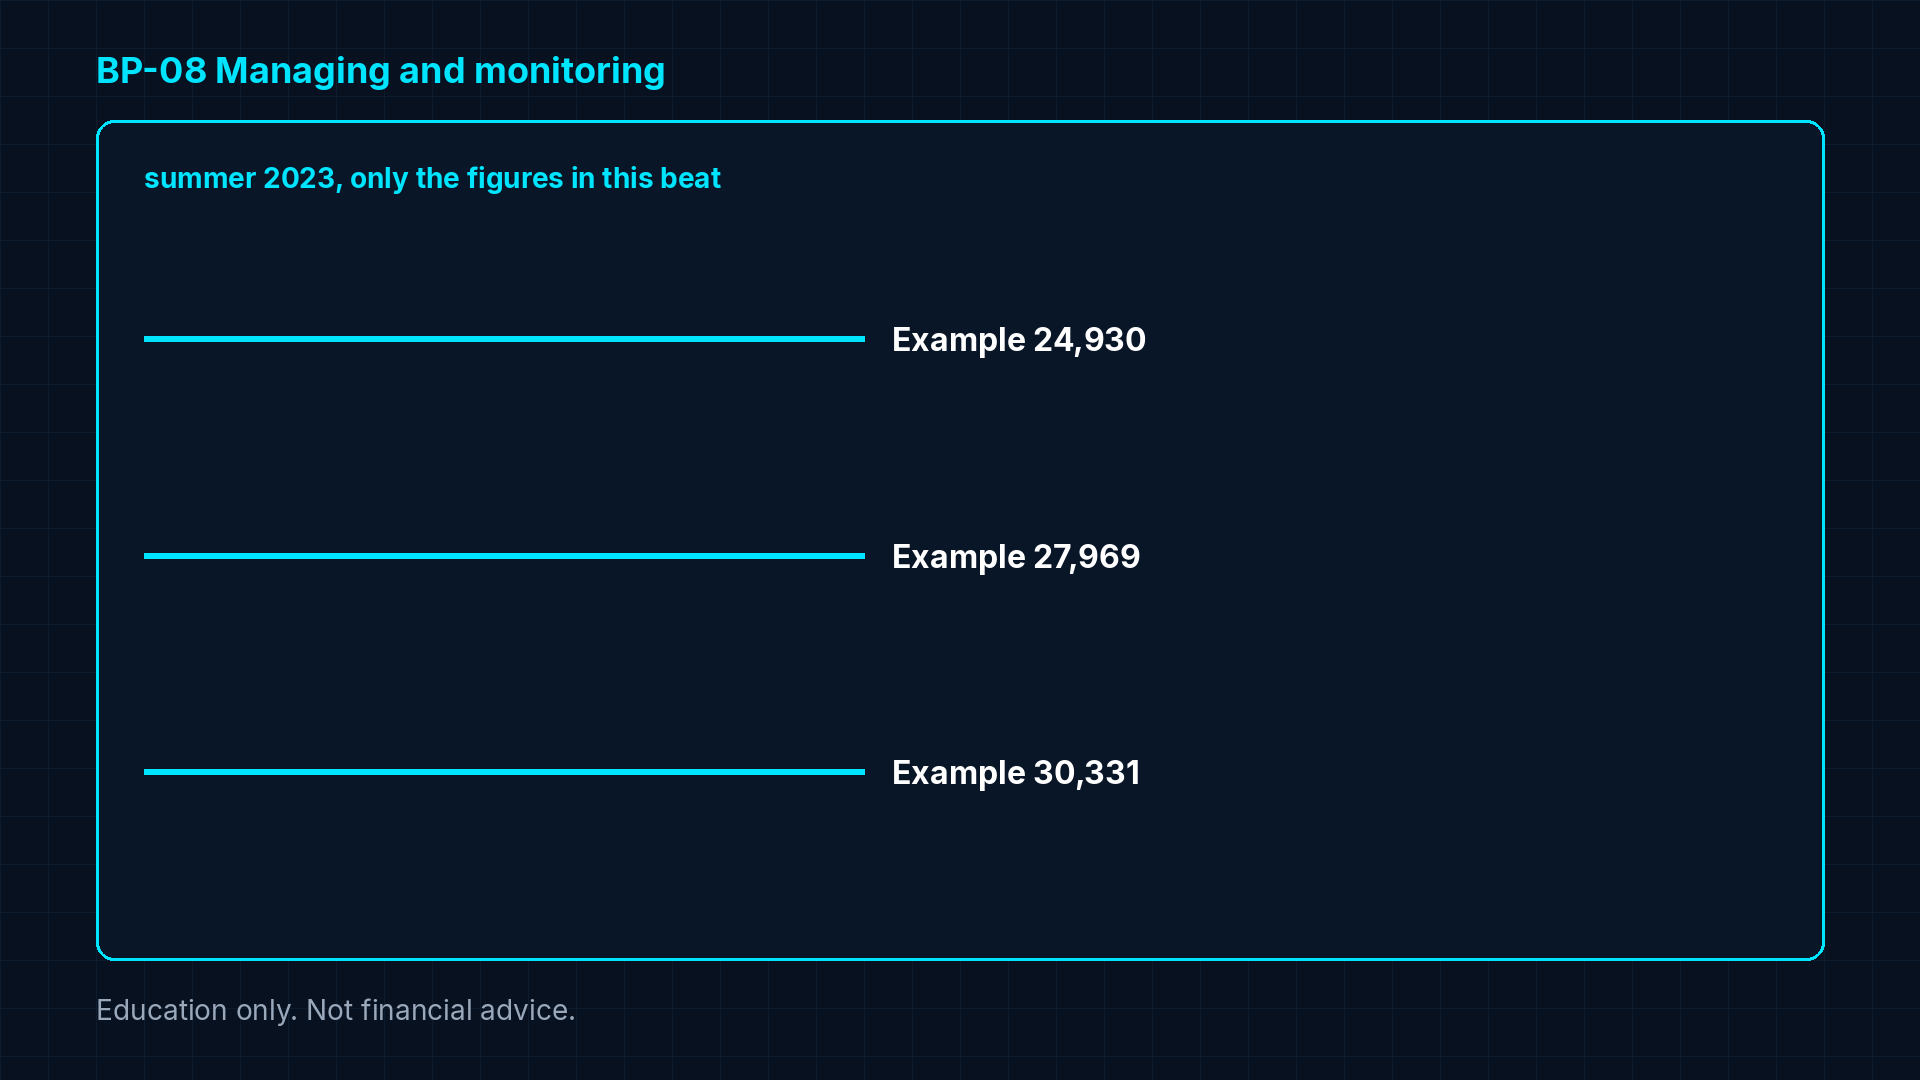 BP-08 Managing and monitoring
summer 2023, only the figures in this beat
Example 24,930
Example 27,969
Example 30,331
Education only. Not financial advice.